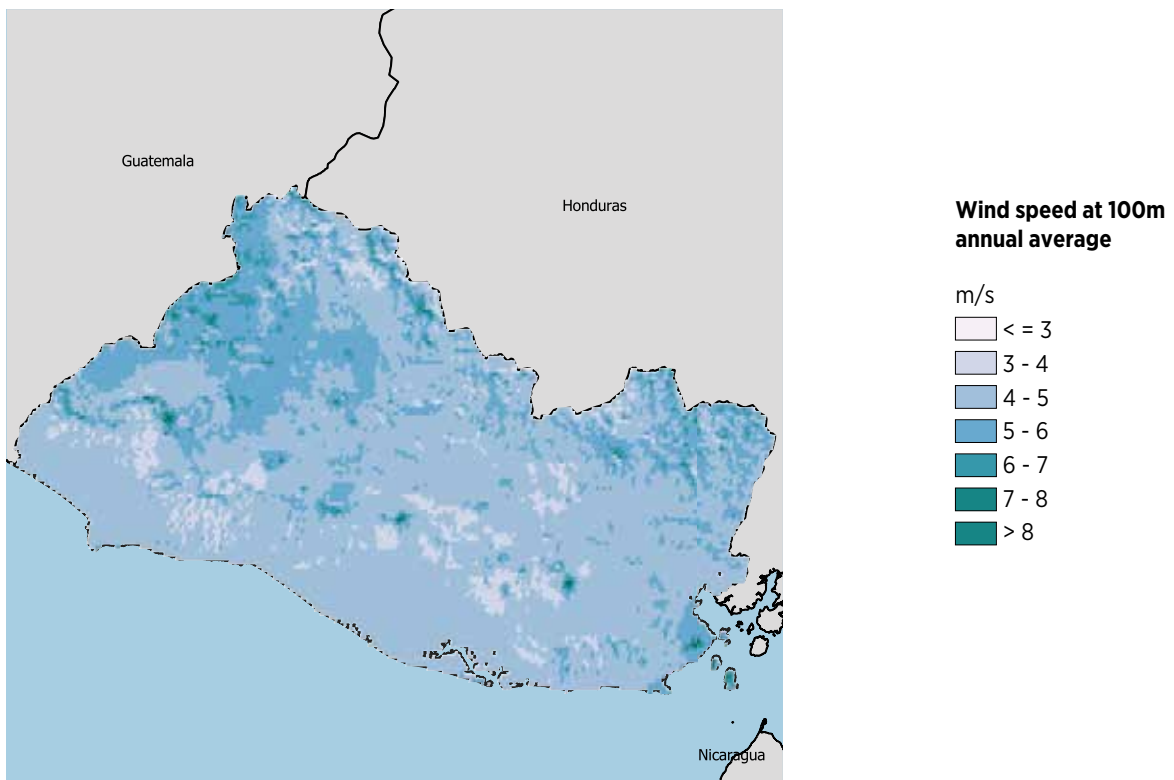 Guatemala
Honduras
Nicaragua
Wind speed at 100m
annual average
m/s
< = 3
3 - 4
4 - 5
5 - 6
6 - 7
7 - 8
> 8